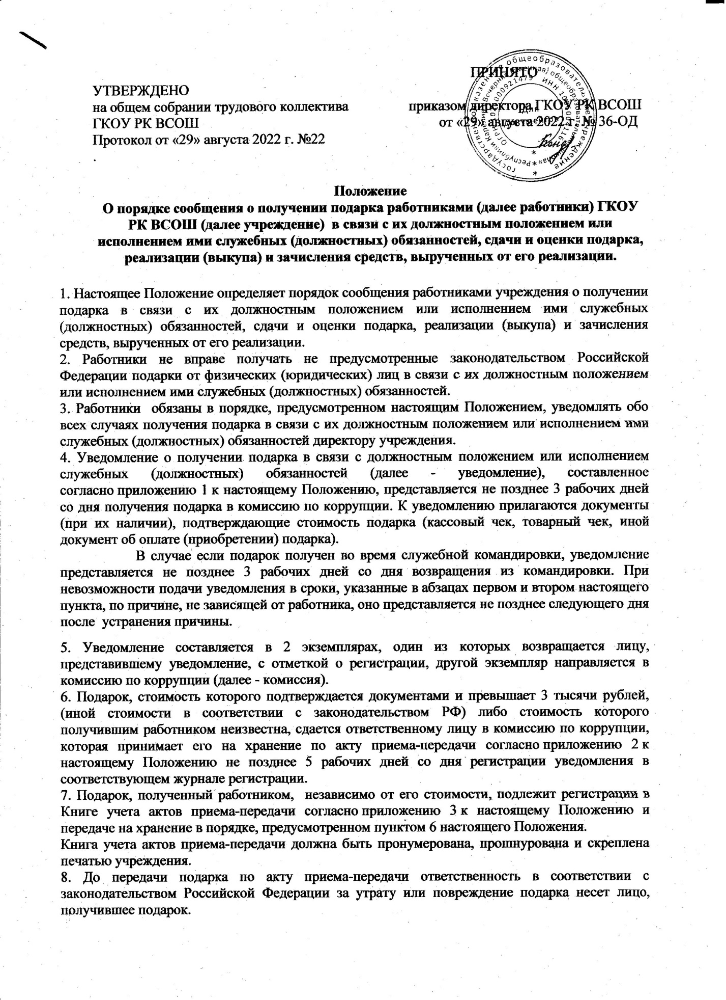 ПРИНЯТО
УТВЕРЖДЕНО
на общем собрании трудового коллектива
приказом директора ГКОУ РК ВСОШ
ГКОУ РК ВСОШ
от «29» августа 2022 г. № 36-ОД
Протокол от «29» августа 2022 г. №22
.
Положение
О порядке сообщения о получении подарка работниками (далее работники) ГКОУ
РК ВСОШ (далее учреждение) в связи с их должностным положением или
исполнением ими служебных (должностных) обязанностей, сдачи и оценки подарка,
реализации (выкупа) и зачисления средств, вырученных от его реализации.
1. Настоящее Положение определяет порядок сообщения работниками учреждения о получении
подарка в связи с их должностным положением или исполнением ими служебных
(должностных) обязанностей, сдачи и оценки подарка, реализации (выкупа) и зачисления
средств, вырученных от его реализации.
2. Работники не вправе получать не предусмотренные законодательством Российской
Федерации подарки от физических (юридических) лиц в связи с их должностным положением
или исполнением ими служебных (должностных) обязанностей.
3. Работники обязаны в порядке, предусмотренном настоящим Положением, уведомлять обо
всех случаях получения подарка в связи с их должностным положением или исполнением ими
служебных (должностных) обязанностей директору учреждения.
4. Уведомление о получении подарка в связи с должностным положением или исполнением
служебных (должностных) обязанностей (далее - уведомление), составленное
согласно приложению 1 к настоящему Положению, представляется не позднее 3 рабочих дней
со дня получения подарка в комиссию по коррупции. К уведомлению прилагаются документы
(при их наличии), подтверждающие стоимость подарка (кассовый чек, товарный чек, иной
документ об оплате (приобретении) подарка).
В случае если подарок получен во время служебной командировки, уведомление
представляется не позднее 3 рабочих дней со дня возвращения из командировки. При
невозможности подачи уведомления в сроки, указанные в абзацах первом и втором настоящего
пункта, по причине, не зависящей от работника, оно представляется не позднее следующего дня
после устранения причины.
5. Уведомление составляется в 2 экземплярах, один из которых возвращается лицу,
представившему уведомление, с отметкой о регистрации, другой экземпляр направляется в
комиссию по коррупции (далее - комиссия).
6. Подарок, стоимость которого подтверждается документами и превышает 3 тысячи рублей,
(иной стоимости в соответствии с законодательством РФ) либо стоимость которого
получившим работником неизвестна, сдается ответственному лицу в комиссию по коррупции,
которая принимает его на хранение по акту приема-передачи согласно приложению 2 к
настоящему Положению не позднее 5 рабочих дней со дня регистрации уведомления в
соответствующем журнале регистрации.
7. Подарок, полученный работником, независимо от его стоимости, подлежит регистрации в
Книге учета актов приема-передачи согласно приложению 3 к настоящему Положению и
передаче на хранение в порядке, предусмотренном пунктом 6 настоящего Положения.
Книга учета актов приема-передачи должна быть пронумерована, прошнурована и скреплена
печатью учреждения.
8. До передачи подарка по акту приема-передачи ответственность в соответствии с
законодательством Российской Федерации за утрату или повреждение подарка несет лицо,
получившее подарок.